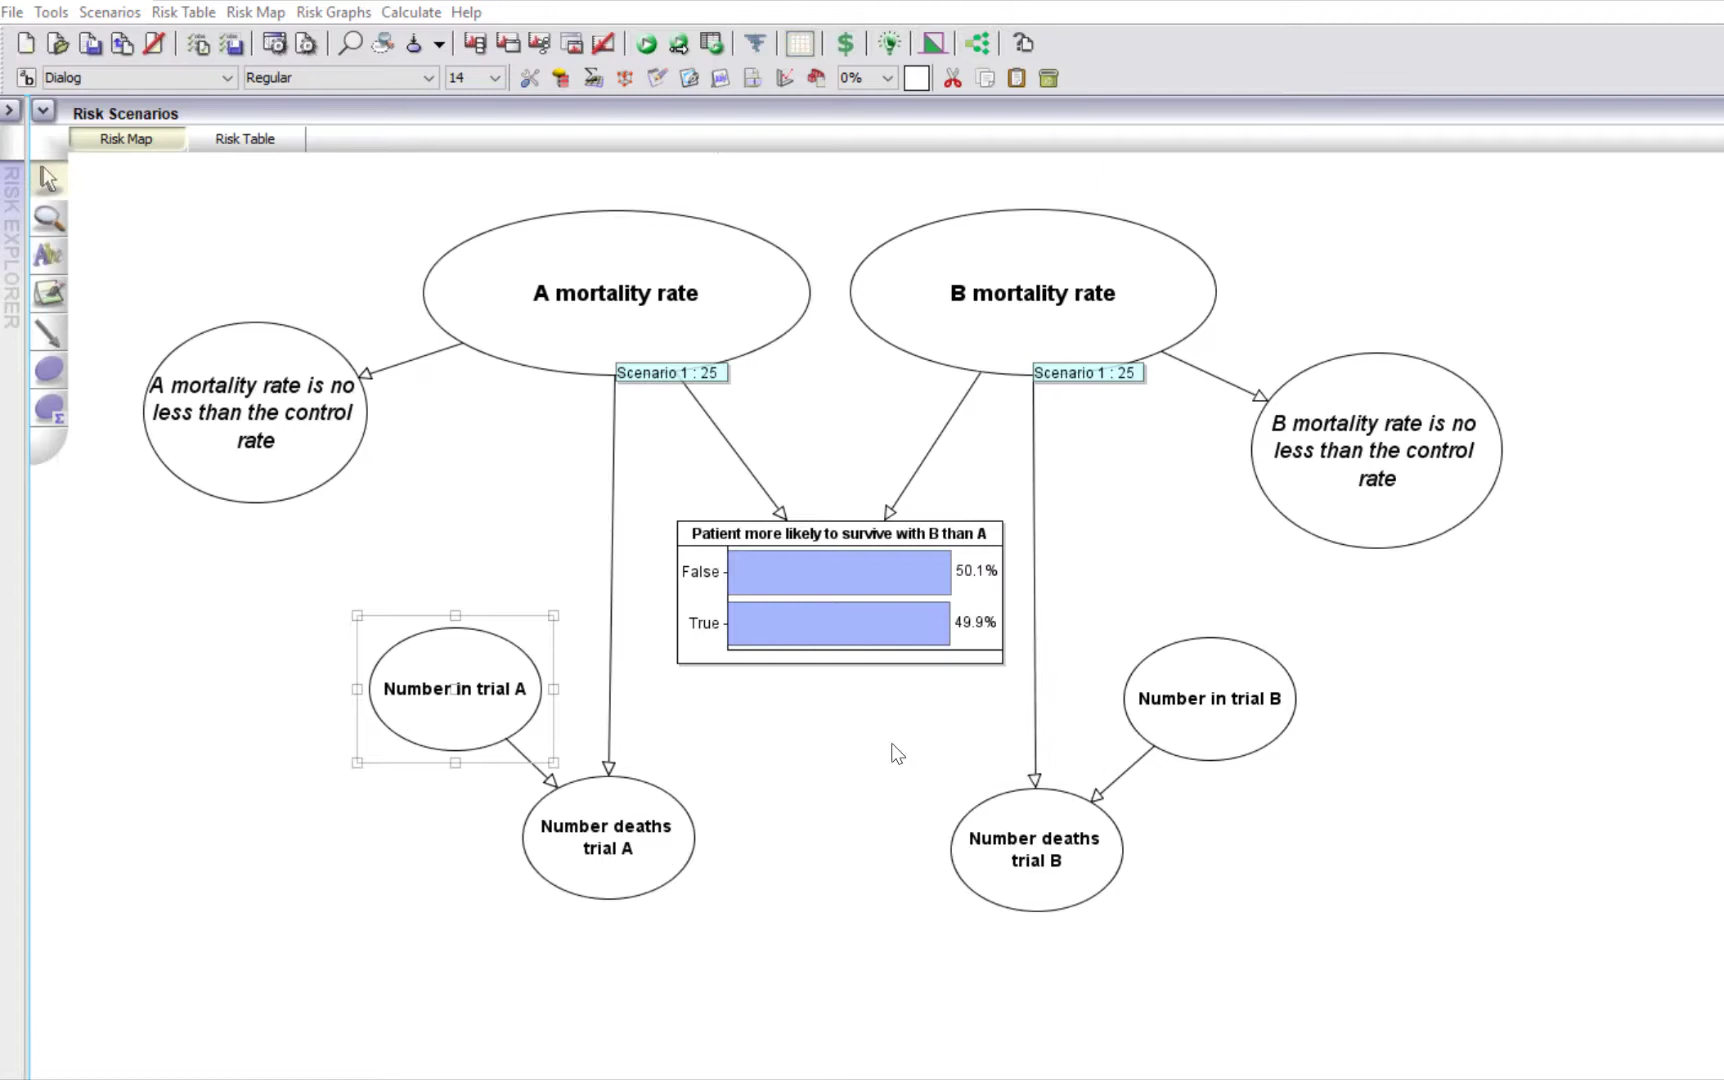 File Tools Scenarios Risk Table Risk Map Risk Graphs Calculate Help
Dialog Regular 14 0%
Risk Scenarios
Risk Map Risk Table
RISK EXPLORER
A mortality rate
B mortality rate
Scenario 1 : 25
Scenario 1 : 25
A mortality rate is no
less than the control
rate
B mortality rate is no
less than the control
rate
Patient more likely to survive with B than A
False 50.1%
True 49.9%
Number in trial A
Number in trial B
Number deaths
trial A
Number deaths
trial B